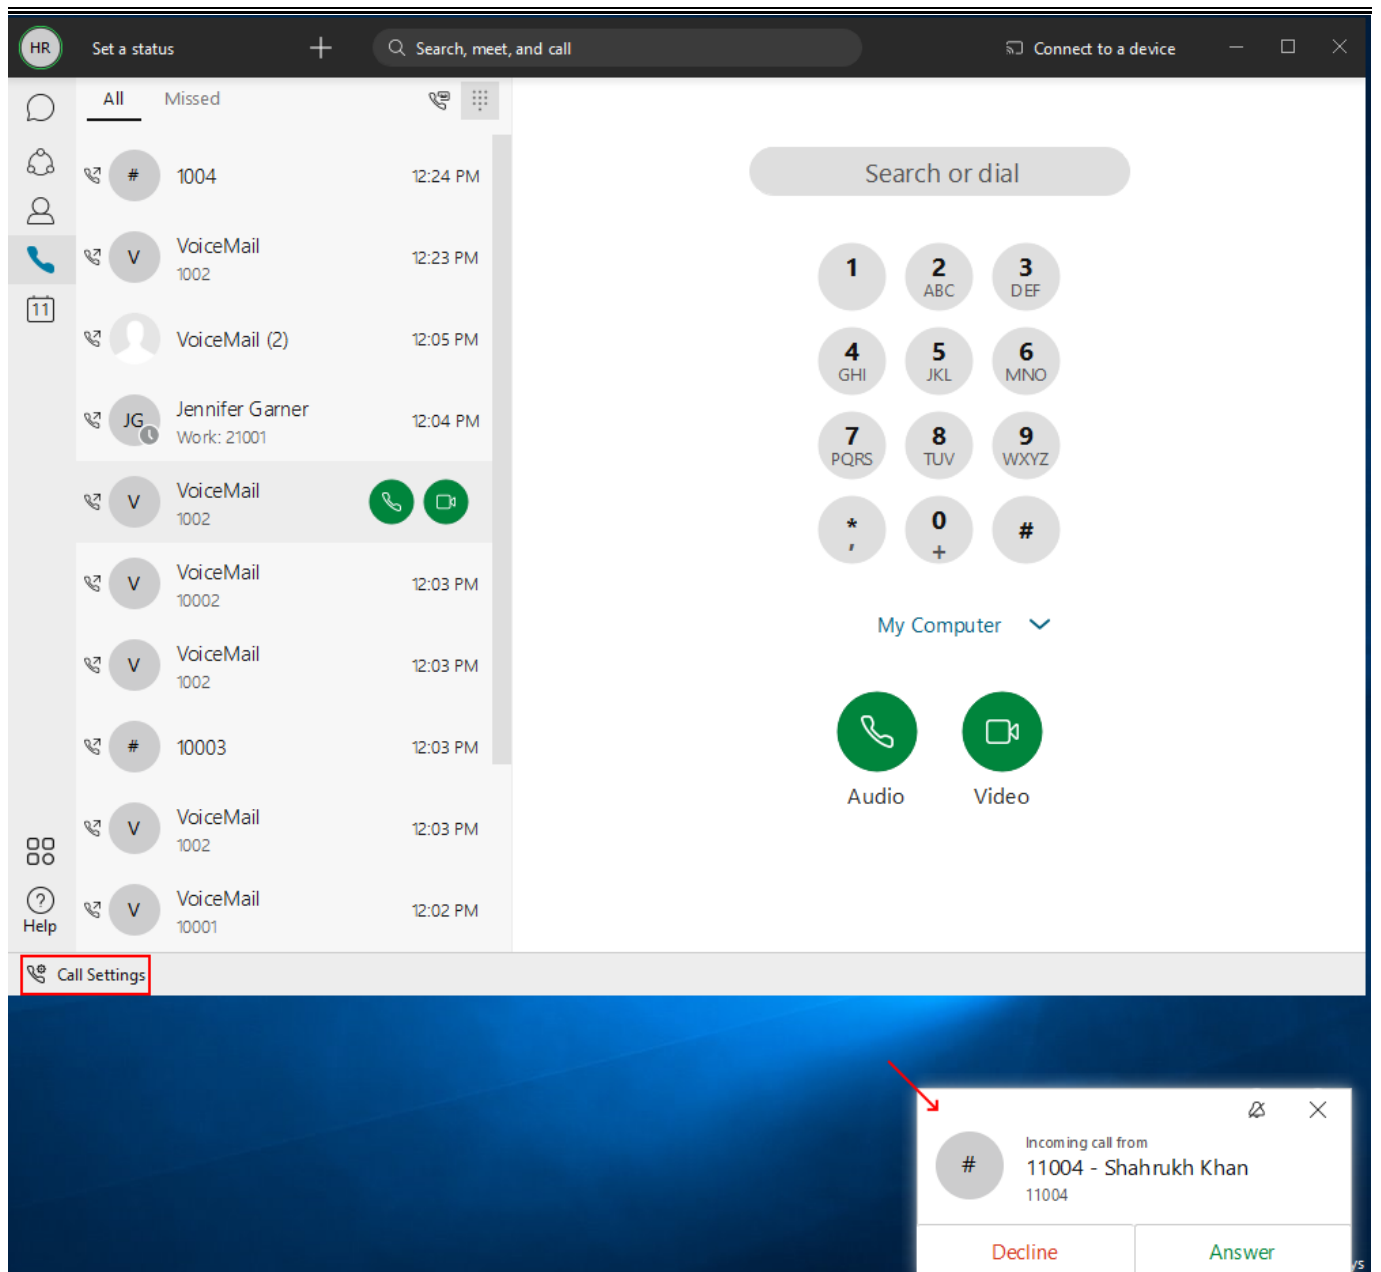 HR
Set a status
Search, meet, and call
Connect to a device
All
Missed
11
Help
#
1004
12:24 PM
V
VoiceMail
1002
12:23 PM
VoiceMail (2)
12:05 PM
JG
Jennifer Garner
Work: 21001
12:04 PM
V
VoiceMail
1002
V
VoiceMail
10002
12:03 PM
V
VoiceMail
1002
12:03 PM
#
10003
12:03 PM
V
VoiceMail
1002
12:03 PM
V
VoiceMail
10001
12:02 PM
Search or dial
1
2
ABC
3
DEF
4
GHI
5
JKL
6
MNO
7
PQRS
8
TUV
9
WXYZ
*
,
0
+
#
My Computer
Audio
Video
Call Settings
#
Incoming call from
11004 - Shahrukh Khan
11004
Decline
Answer
ys